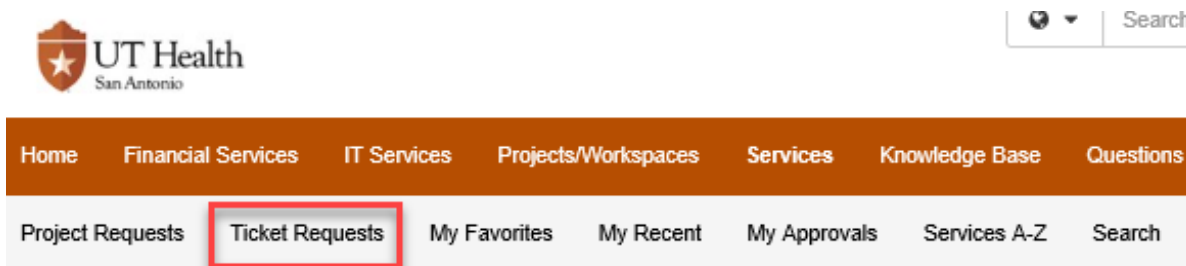 Search
UT Health
San Antonio
Home Financial Services IT Services Projects/Workspaces Services Knowledge Base Questions
Project Requests Ticket Requests My Favorites My Recent My Approvals Services A-Z Search